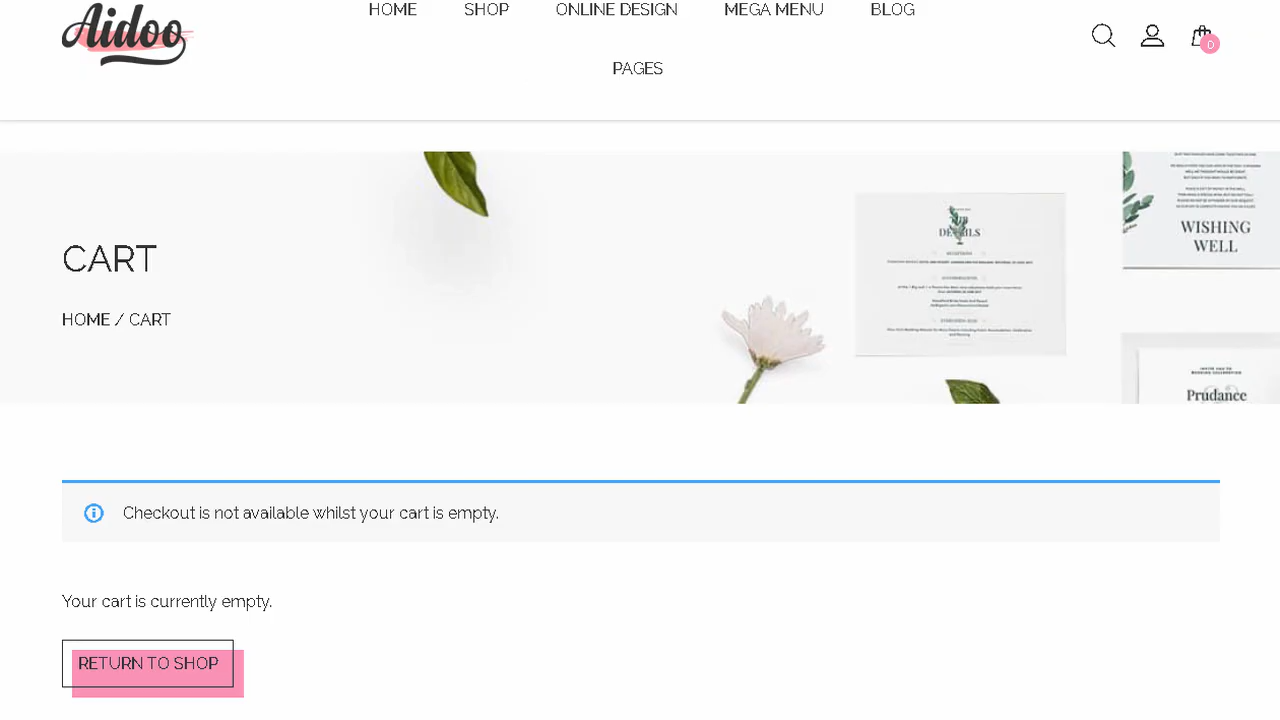 Aidoo
HOME SHOP ONLINE DESIGN MEGA MENU BLOG
PAGES
0
CART
HOME / CART
WISHING
WELL
Prudance
Checkout is not available whilst your cart is empty.
Your cart is currently empty.
RETURN TO SHOP